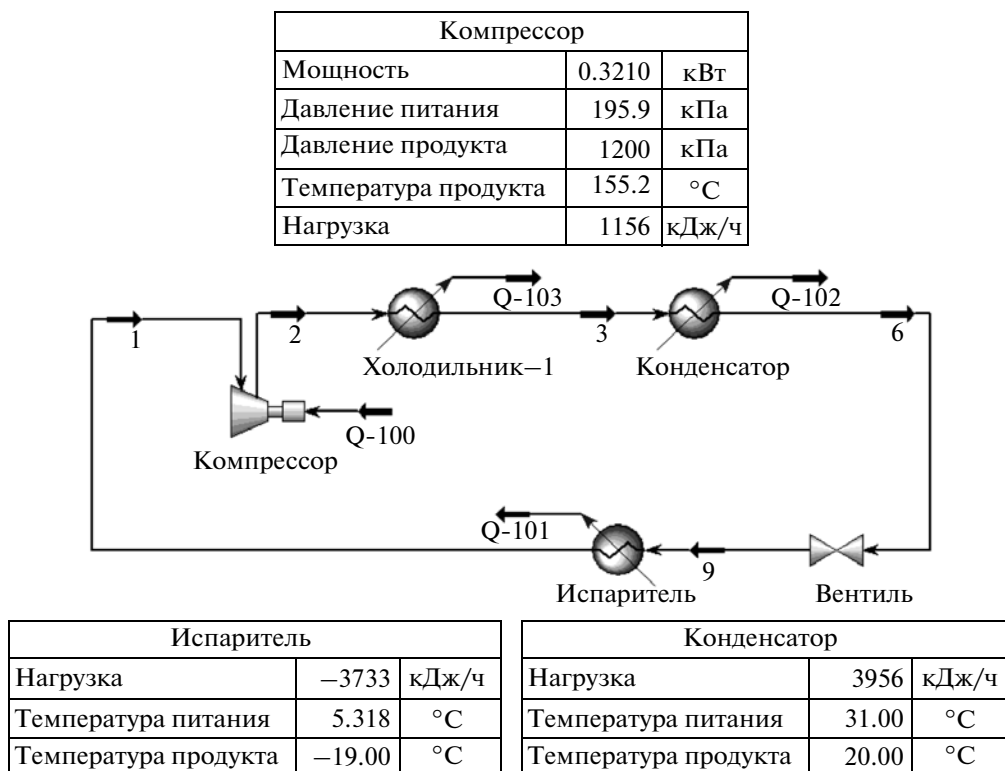 Компрессор
Мощность 0.3210 кВт
Давление питания 195.9 кПа
Давление продукта 1200 кПа
Температура продукта 155.2 °C
Нагрузка 1156 кДж/ч
1
2
Q-103
3
Q-102
6
Холодильник–1
Конденсатор
Q-100
Компрессор
Q-101
9
Испаритель
Вентиль
Испаритель
Нагрузка –3733 кДж/ч
Температура питания 5.318 °C
Температура продукта –19.00 °C
Конденсатор
Нагрузка 3956 кДж/ч
Температура питания 31.00 °C
Температура продукта 20.00 °C